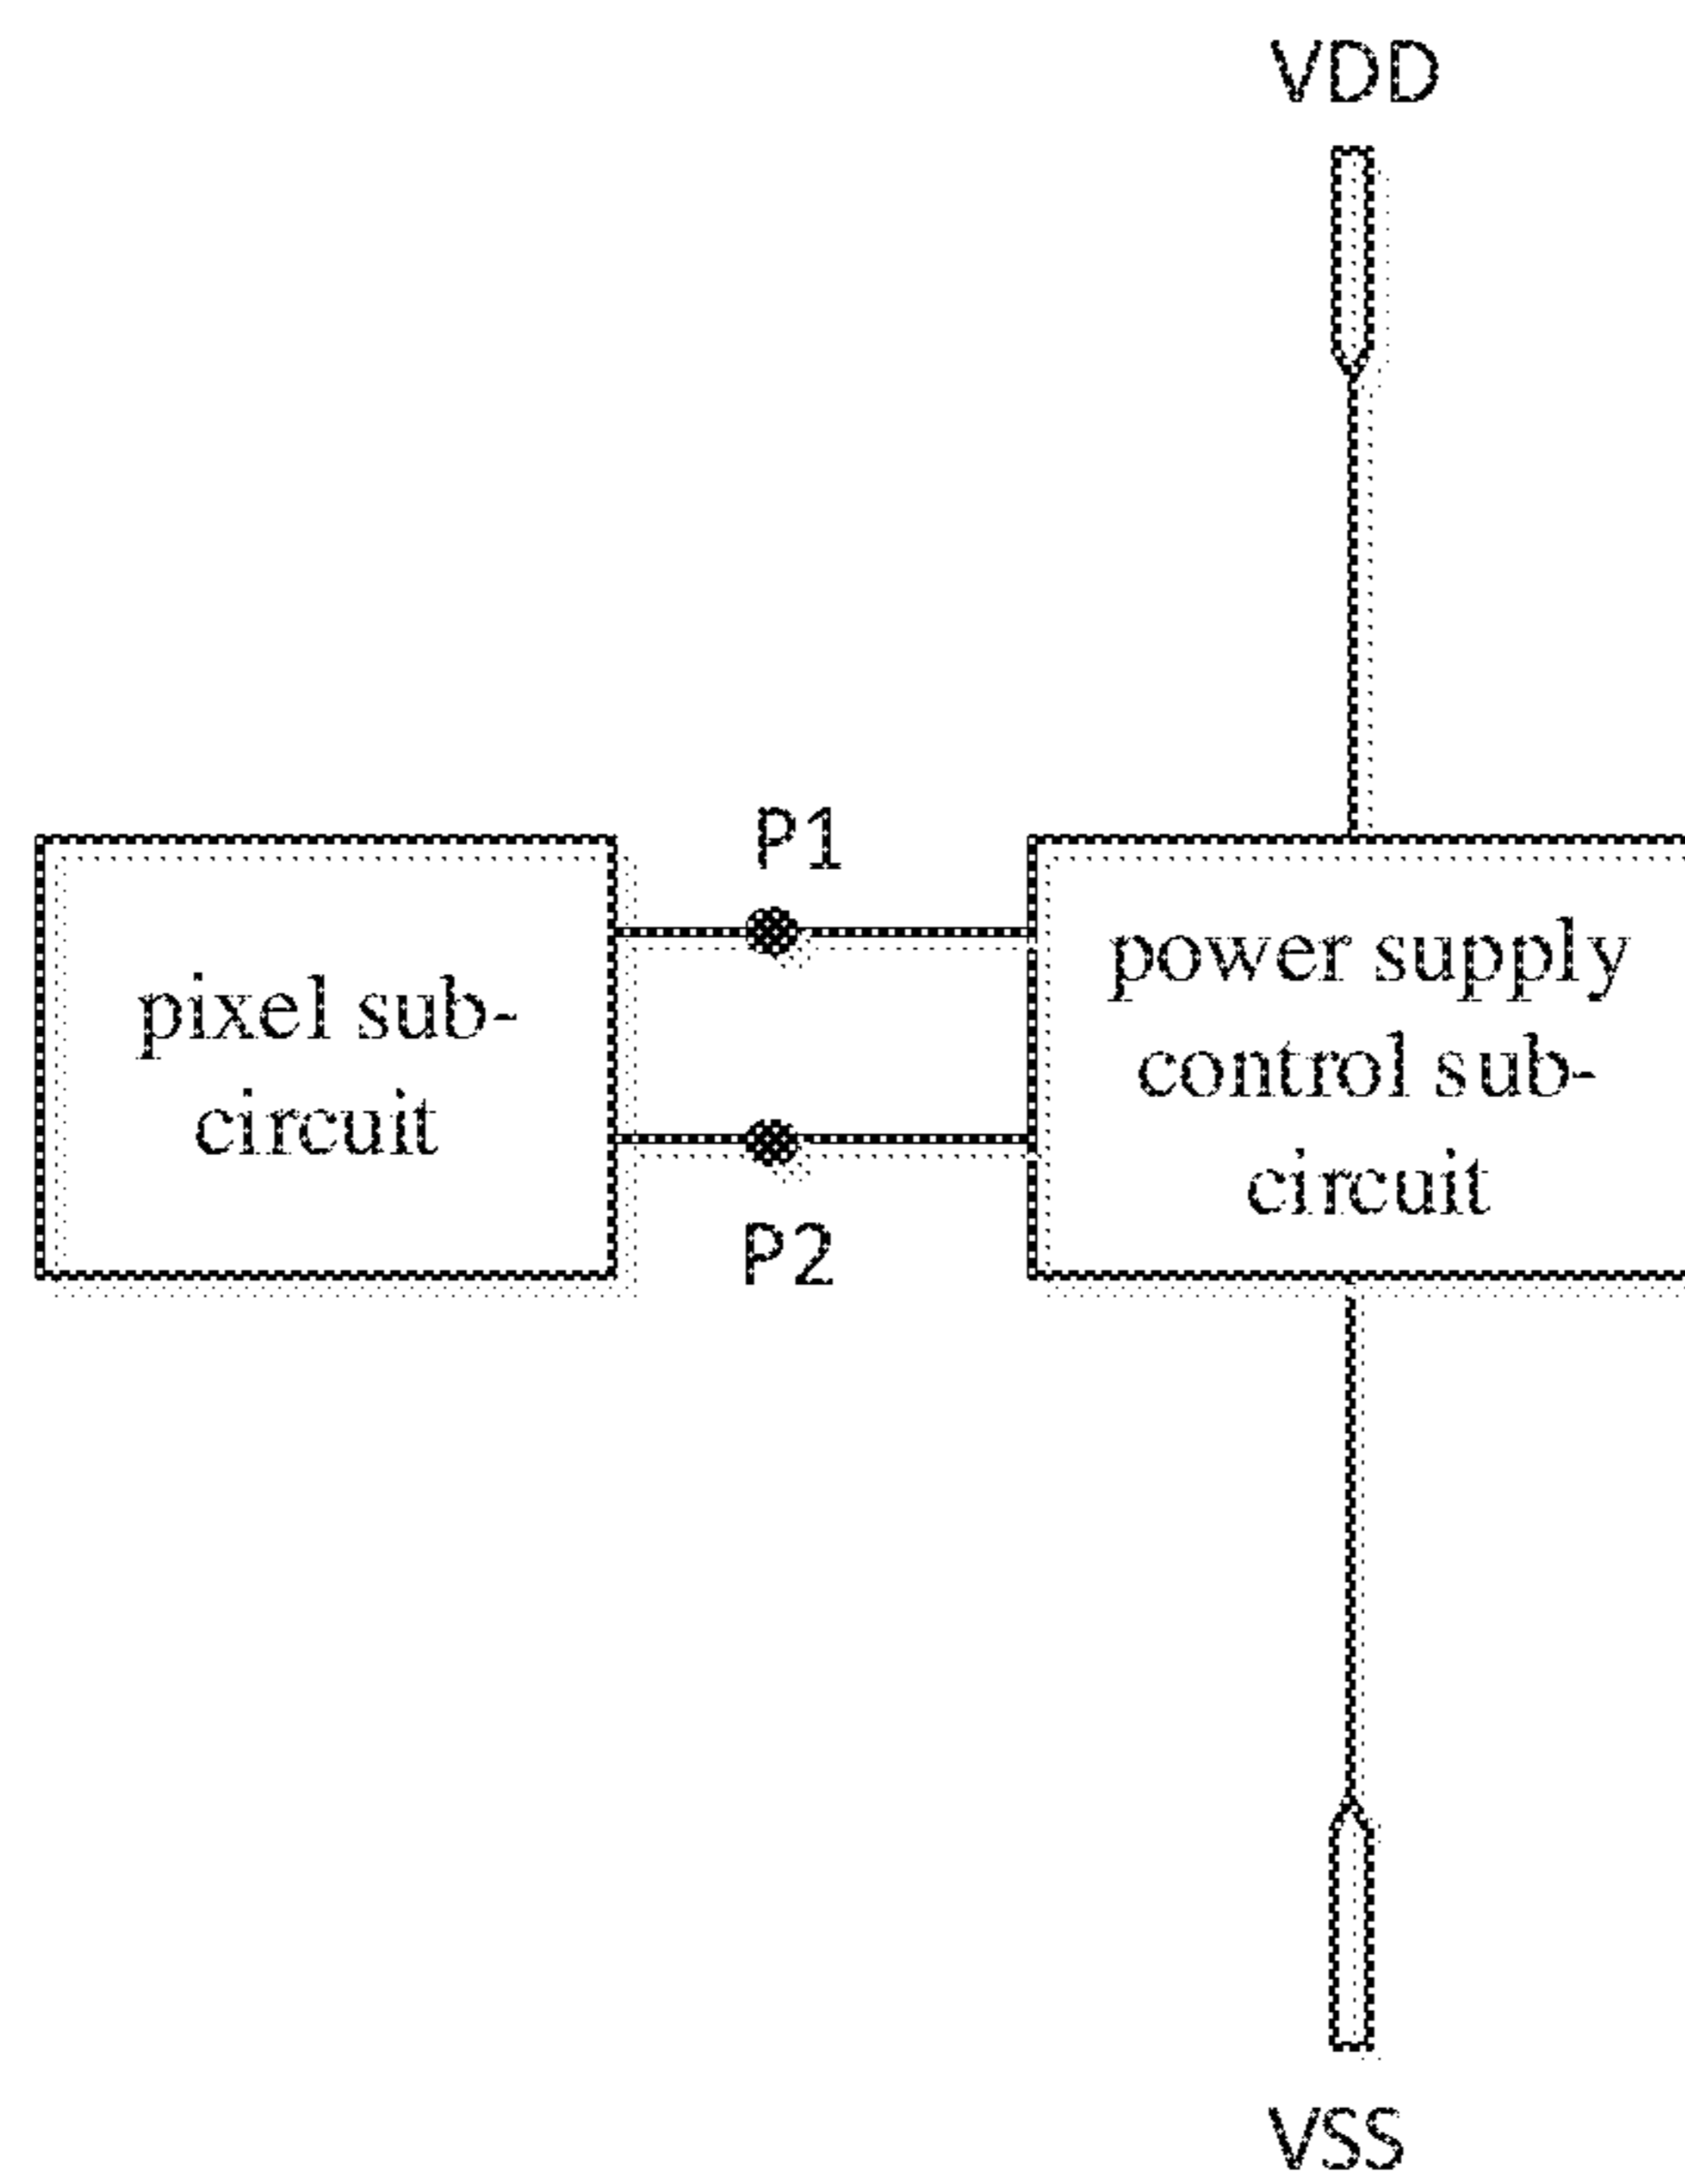 VDD
P1
pixel sub-
circuit
power supply
control sub-
circuit
P2
VSS